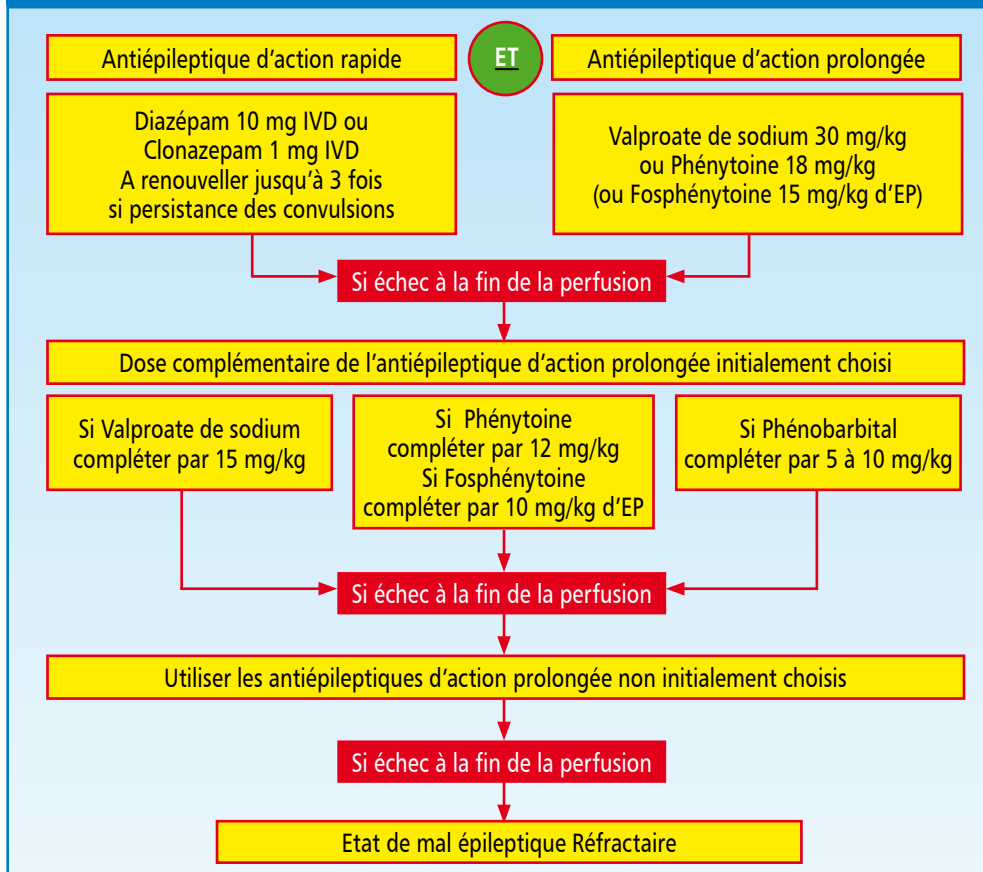 Antiépileptique d'action rapide
ET
Antiépileptique d'action prolongée
Diazépam 10 mg IVD ou
Clonazepam 1 mg IVD
A renouveller jusqu'à 3 fois
si persistance des convulsions
Valproate de sodium 30 mg/kg
ou Phénytoine 18 mg/kg
(ou Fosphénytoine 15 mg/kg d'EP)
Si échec à la fin de la perfusion
Dose complémentaire de l'antiépileptique d'action prolongée initialement choisi
Si Valproate de sodium
compléter par 15 mg/kg
Si Phénytoine
compléter par 12 mg/kg
Si Fosphénytoine
compléter par 10 mg/kg d'EP
Si Phénobarbital
compléter par 5 à 10 mg/kg
Si échec à la fin de la perfusion
Utiliser les antiépileptiques d'action prolongée non initialement choisis
Si échec à la fin de la perfusion
Etat de mal épileptique Réfractaire